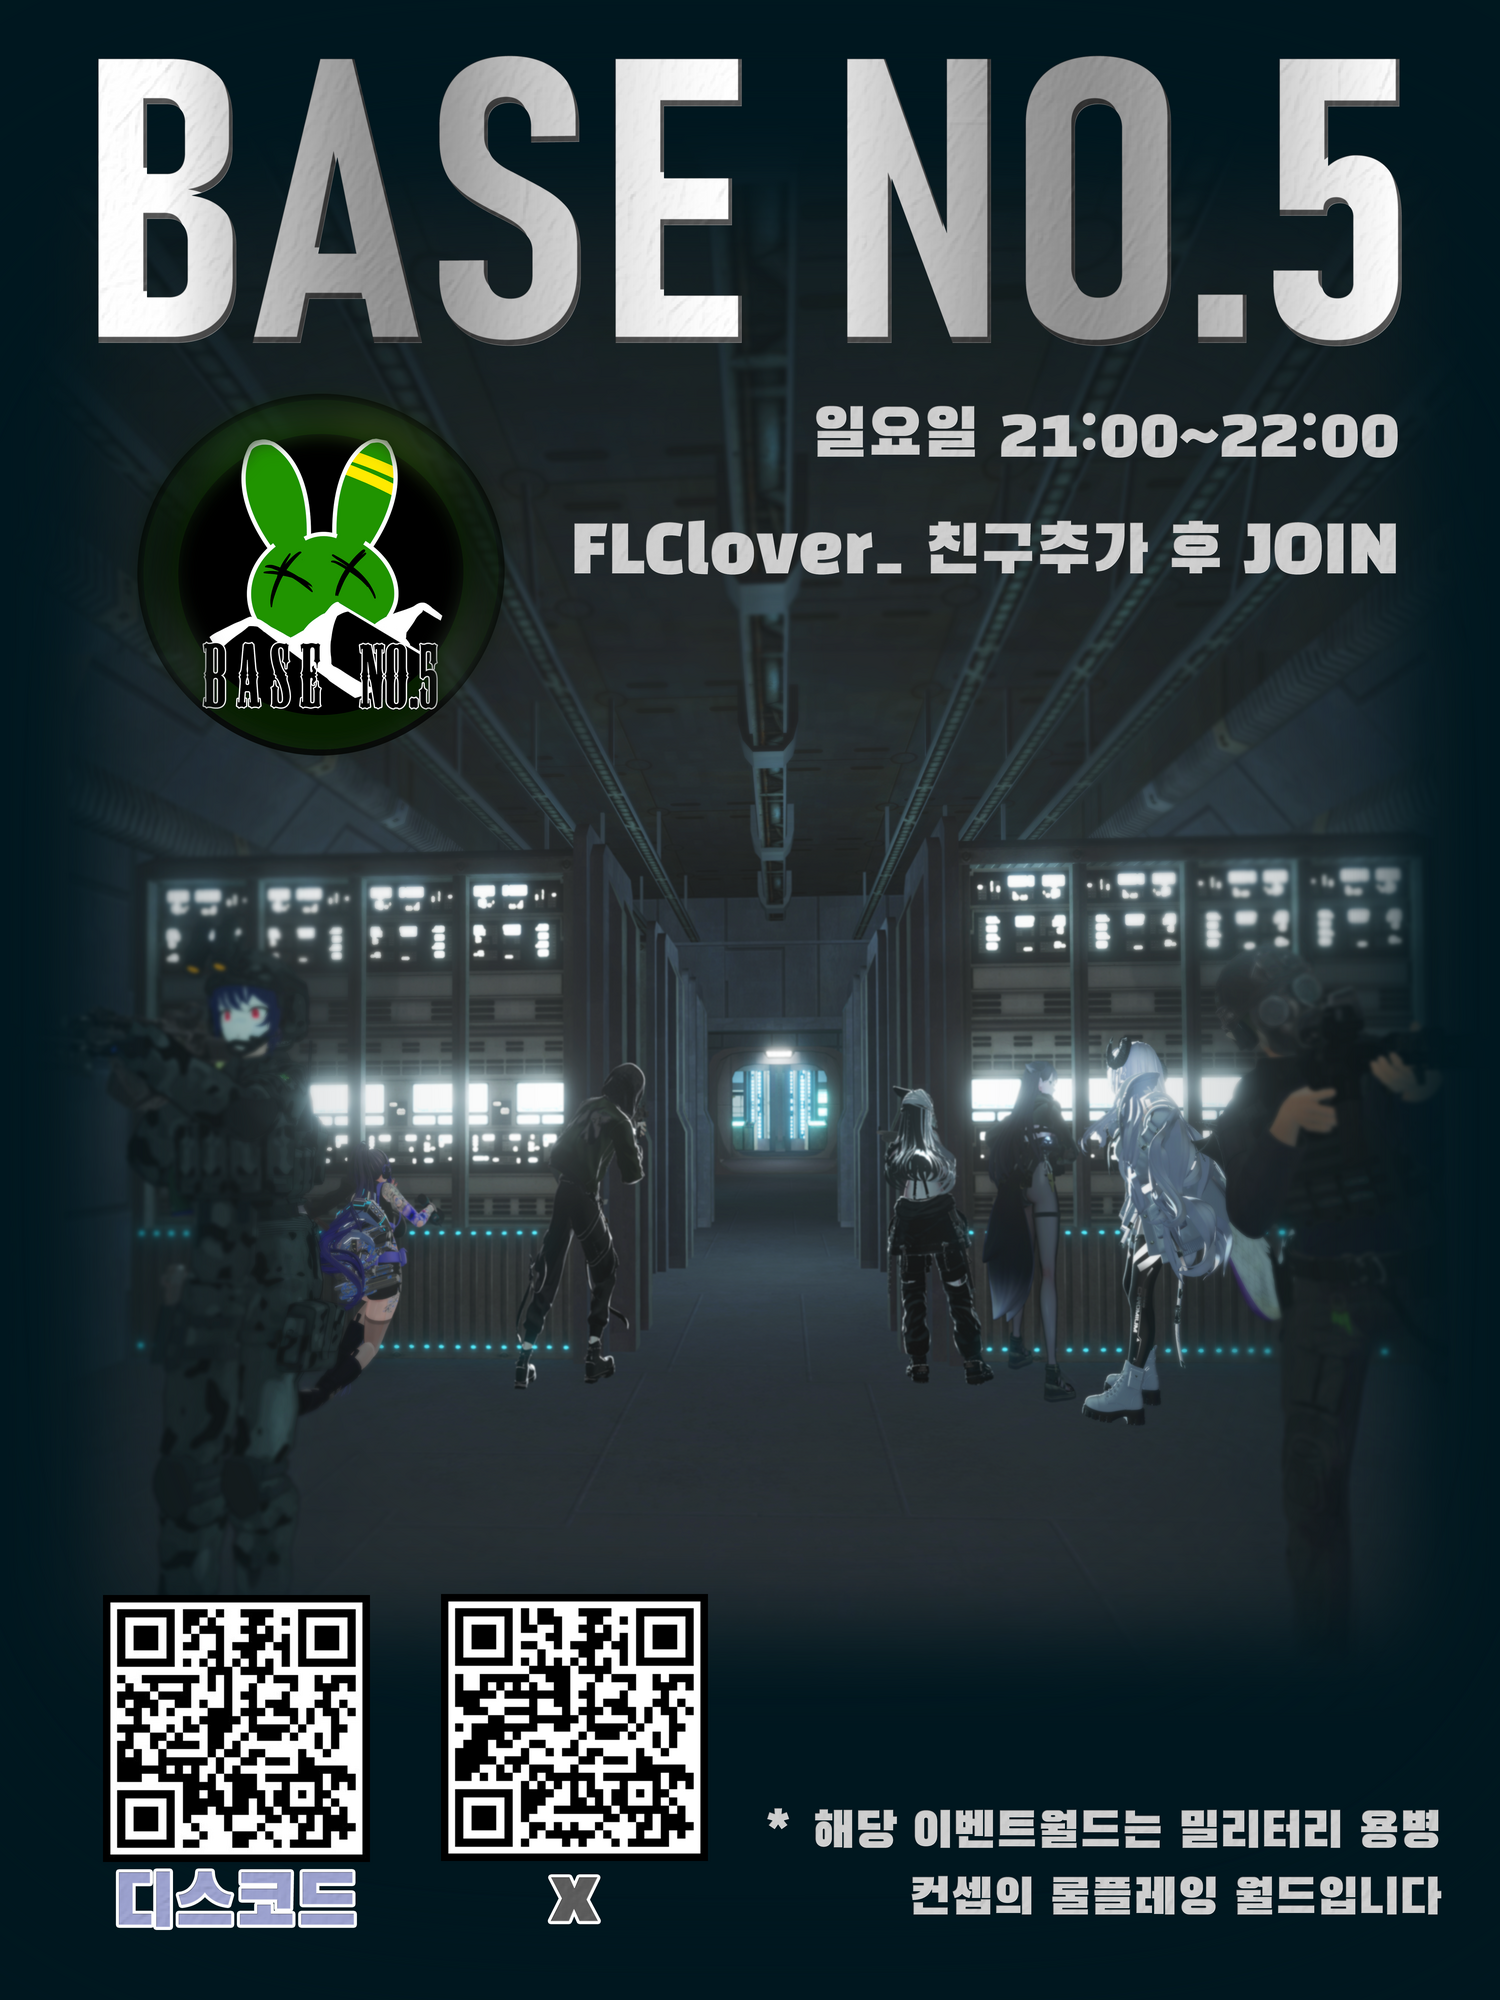 BASE NO.5
일요일 21:00~22:00
FLClover_ 친구추가 후 JOIN
BASE NO.5
* 해당 이벤트월드는 밀리터리 용병
컨셉의 롤플레잉 월드입니다
디스코드
X